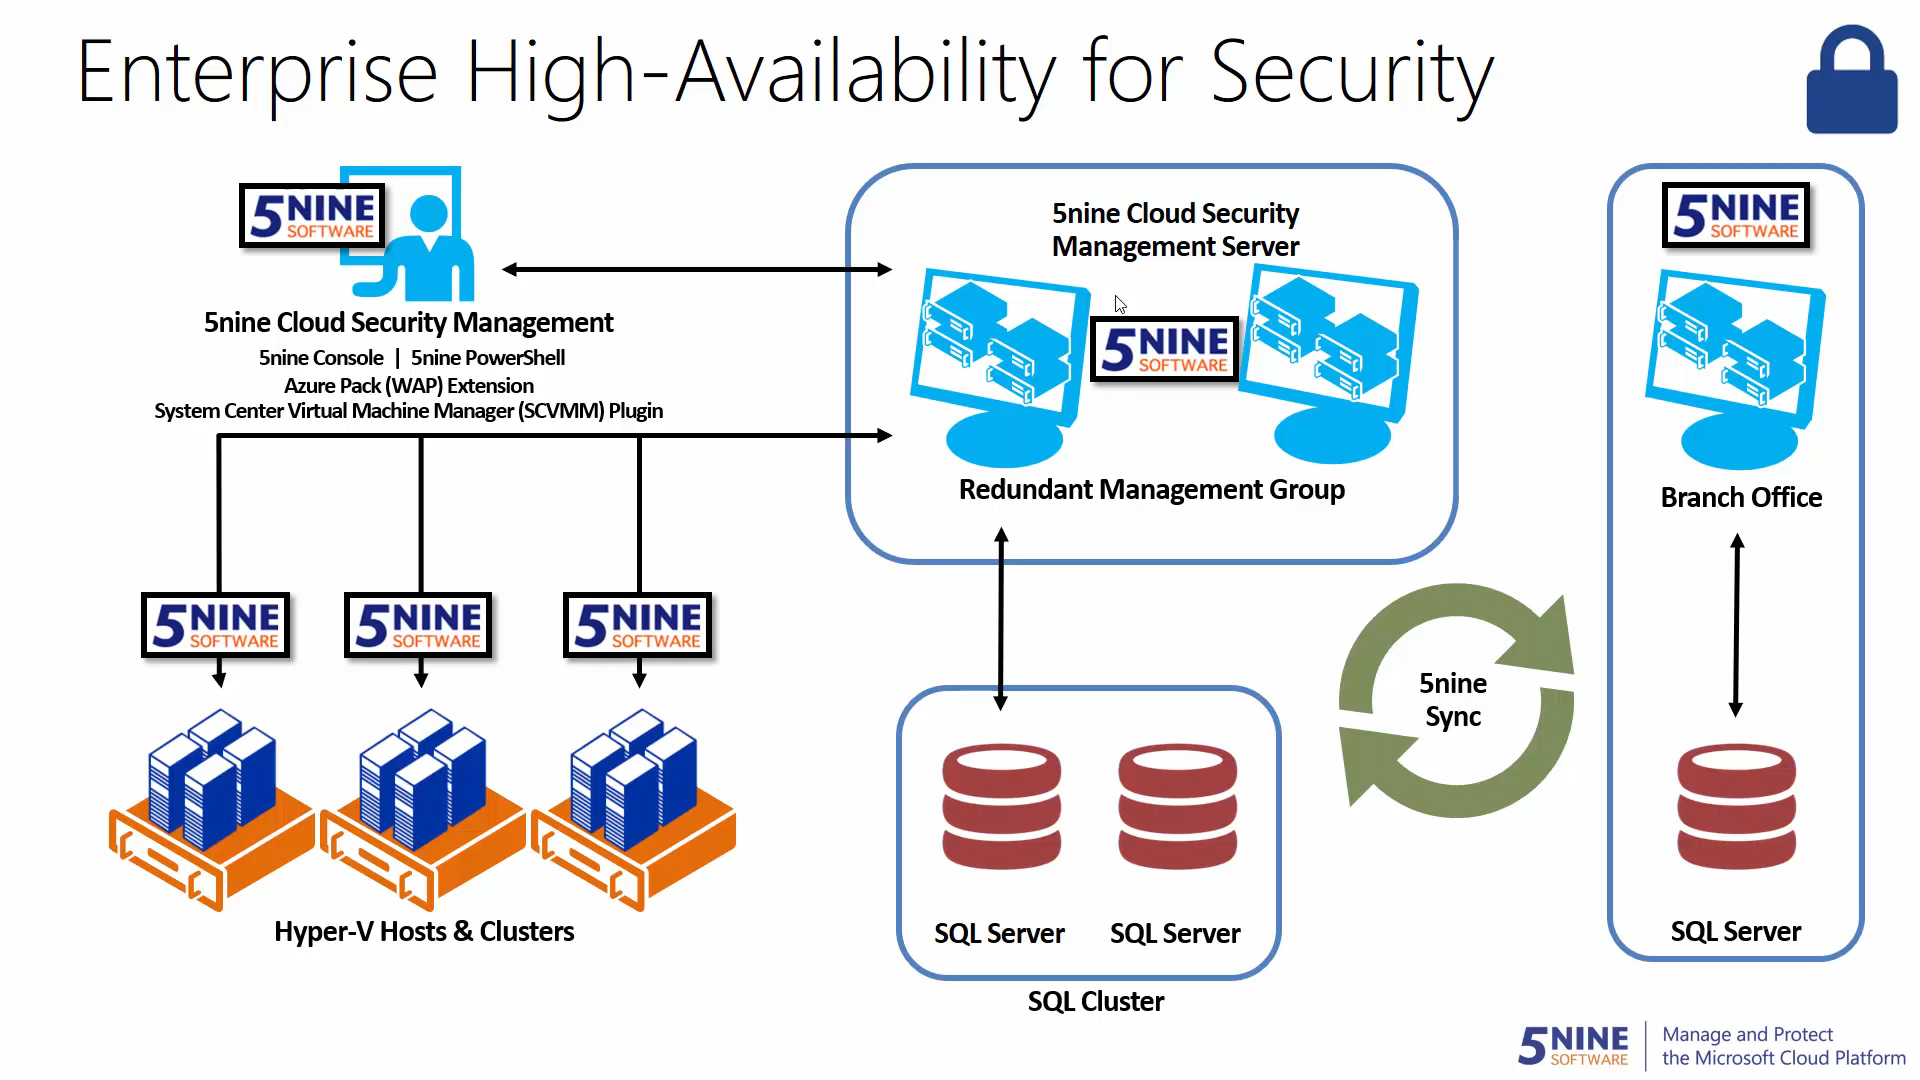 Enterprise High-Availability for Security
5NINE
SOFTWARE
5nine Cloud Security Management
5nine Console | 5nine PowerShell
Azure Pack (WAP) Extension
System Center Virtual Machine Manager (SCVMM) Plugin
5NINE
SOFTWARE
5NINE
SOFTWARE
5NINE
SOFTWARE
Hyper-V Hosts & Clusters
5nine Cloud Security
Management Server
5NINE
SOFTWARE
Redundant Management Group
SQL Server
SQL Server
SQL Cluster
5nine
Sync
5NINE
SOFTWARE
Branch Office
SQL Server
5NINE
SOFTWARE
Manage and Protect
the Microsoft Cloud Platform